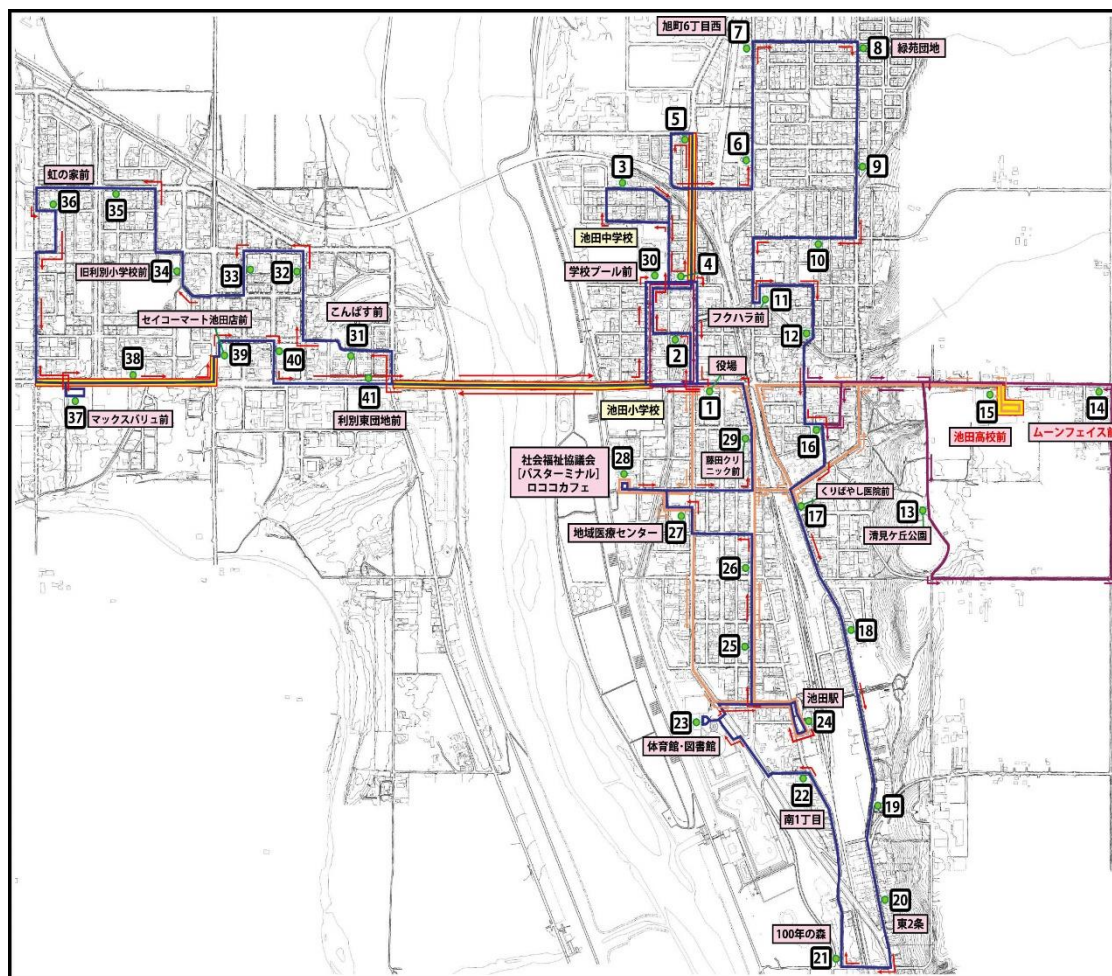 旭町6丁目西
7
8
緑苑団地
5
6
3
9
虹の家前
36
35
池田中学校
10
旧利別小学校前
34
33
32
学校プール前
30
4
フクハラ前
11
セイコーマート池田店前
こんぱす前
31
12
39
40
2
38
41
役場
1
37
マックスバリュ前
利別東団地前
池田小学校
15
14
池田高校前
ムーンフェイス前
16
29
藤田クリ
ニック前
社会福祉協議会
[バスターミナル]
ロココカフェ
28
くりばやし医院前
17
13
清見ケ丘公園
地域医療センター
27
26
18
25
池田駅
24
23
体育館・図書館
22
南1丁目
19
20
東2条
100年の森
21